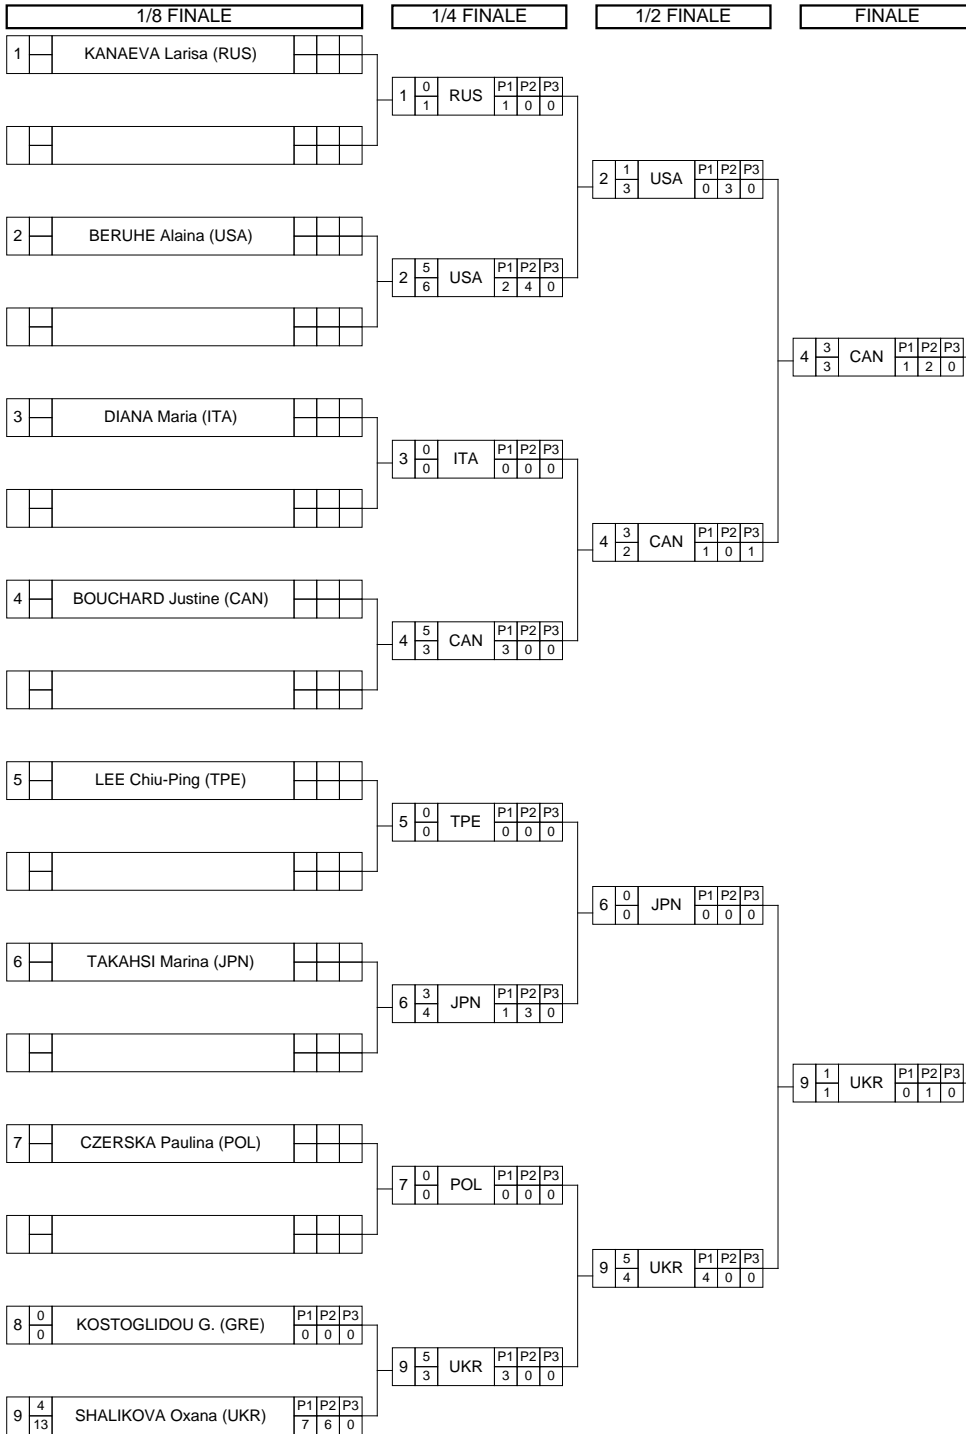 1/8 FINALE 1/4 FINALE 1/2 FINALE FINALE
1 KANAEVA Larisa (RUS)
1 0 1 RUS P1 P2 P3 1 0 0
2 1 3 USA P1 P2 P3 0 3 0
2 BERUHE Alaina (USA)
2 5 6 USA P1 P2 P3 2 4 0
4 3 3 CAN P1 P2 P3 1 2 0
3 DIANA Maria (ITA)
3 0 0 ITA P1 P2 P3 0 0 0
4 3 2 CAN P1 P2 P3 1 0 1
4 BOUCHARD Justine (CAN)
4 5 3 CAN P1 P2 P3 3 0 0
5 LEE Chiu-Ping (TPE)
5 0 0 TPE P1 P2 P3 0 0 0
6 0 0 JPN P1 P2 P3 0 0 0
6 TAKAHSI Marina (JPN)
6 3 4 JPN P1 P2 P3 1 3 0
9 1 1 UKR P1 P2 P3 0 1 0
7 CZERSKA Paulina (POL)
7 0 0 POL P1 P2 P3 0 0 0
9 5 4 UKR P1 P2 P3 4 0 0
8 0 0 KOSTOGLIDOU G. (GRE) P1 P2 P3 0 0 0
9 5 3 UKR P1 P2 P3 3 0 0
9 4 13 SHALIKOVA Oxana (UKR) P1 P2 P3 7 6 0